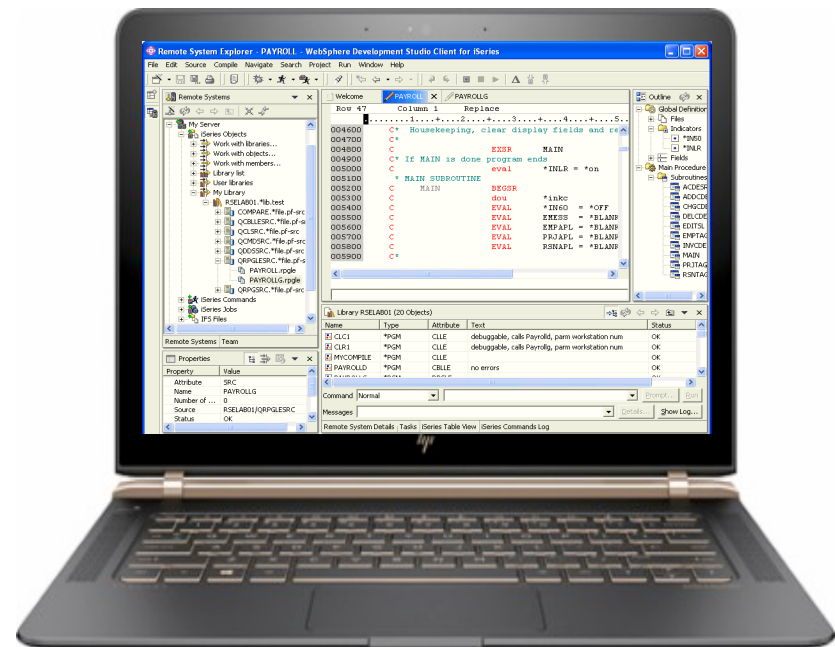 Remote System Explorer - PAYROLL - WebSphere Development Studio Client for iSeries
File Edit Source Compile Navigate Search Project Run Window Help
Remote Systems
My Server
iSeries Objects
Work with libraries...
Work with objects...
Work with members...
Library list
User libraries
My Library
RSELAB01.*lib.test
COMPARE.*file.pf-src
QCBLLESRC.*file.pf-s
QCLSRC.*file.pf-src
QCMDSRC.*file.pf-src
QDDSSRC.*file.pf-src
QRPGLESRC.*file.pf-s
PAYROLL.rpgle
PAYROLLG.rpgle
QRPGSRC.*file.pf-src
iSeries Commands
iSeries Jobs
IFS Files
Remote Systems Team
Properties
Property Value
Attribute SRC
Name PAYROLLG
Number of ... 0
Source RSELAB01/QRPGLESRC
Status OK
Welcome PAYROLL PAYROLLG
Row 47 Column 1 Replace
.........1....+....2....+....3....+....4....+....5..
004600 C* Housekeeping, clear display fields and re
004700 C*
004800 C EXSR MAIN
004900 C* If MAIN is done program ends
005000 C eval *INLR = *on
005100 * MAIN SUBROUTINE
005200 C MAIN BEGSR
005300 C dou *inkc
005400 C EVAL *IN60 = *OFF
005500 C EVAL EMESS = *BLANK
005600 C EVAL EMPAPL = *BLANK
005700 C EVAL PRJAPL = *BLANK
005800 C EVAL RSNAPL = *BLANK
005900 C*
Outline
Global Definition
Files
Indicators
*IN50
*INLR
Fields
Main Procedure
Subroutines
ACDESR
ADDCDE
CHGCDE
DELCDE
EDITSL
EMPTAG
INVCDE
MAIN
PRJTAG
RSNTAG
Library RSELAB01 (20 Objects)
Name Type Attribute Text Status
CLC1 *PGM CLLE debuggable, calls Payrolld, parm workstation num OK
CLR1 *PGM CLLE debuggable, calls Payrollg, parm workstation num OK
MYCOMPILE *PGM CLLE OK
PAYROLLD *PGM CBLLE no errors OK
Command Normal Prompt... Run
Messages Details... Show Log...
Remote System Details Tasks iSeries Table View iSeries Commands Log
hp